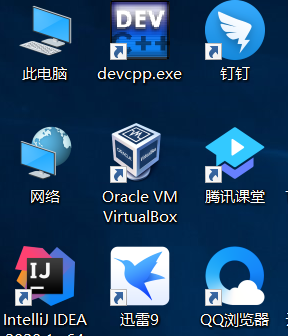 DEV
C++
此电脑
devcpp.exe
钉钉
网络
Oracle VM
VirtualBox
腾讯课堂
IJ
IntelliJ IDEA
迅雷9
QQ浏览器